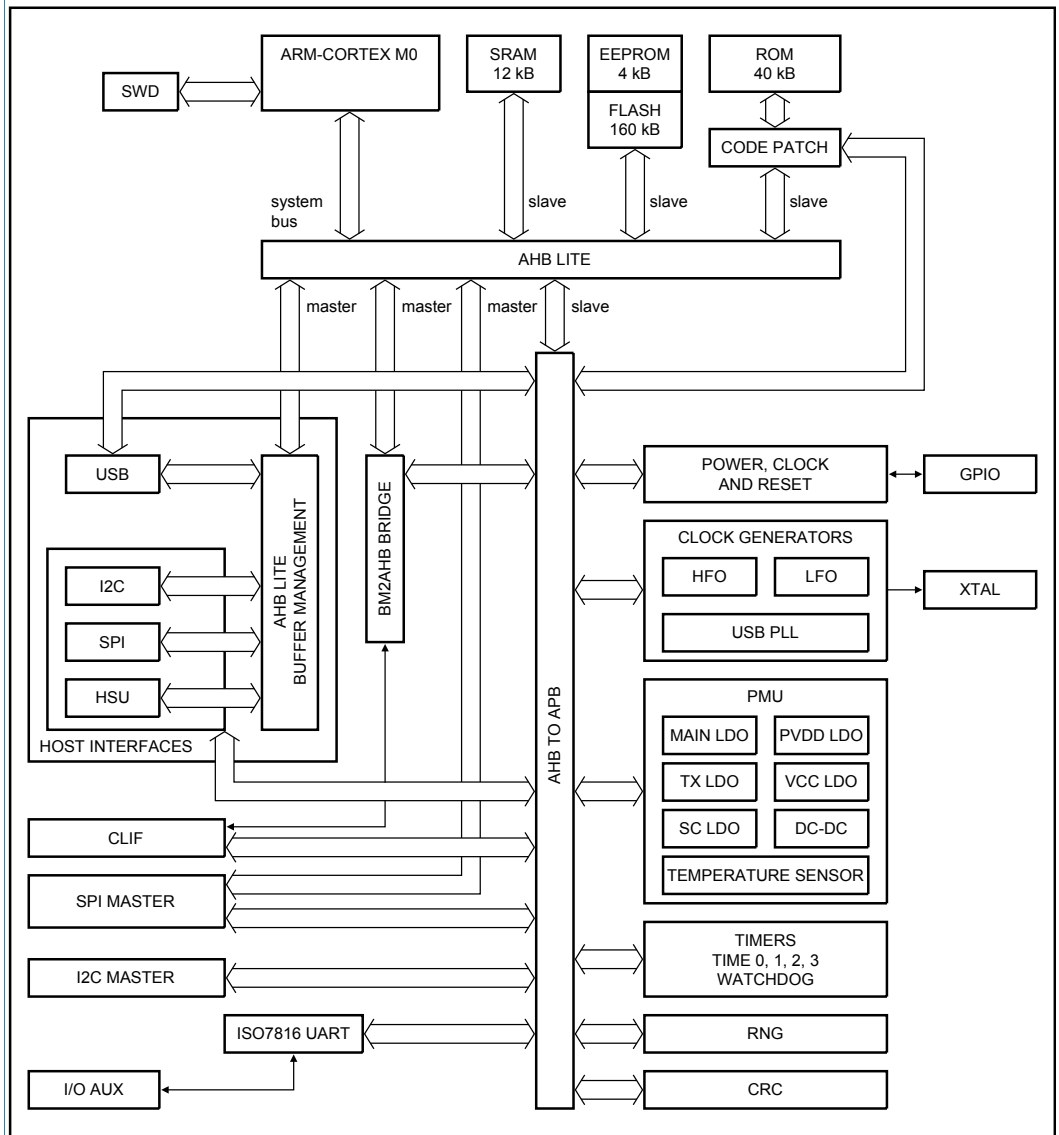 ARM-CORTEX M0
SRAM
12 kB
EEPROM
4 kB
ROM
40 kB
SWD
FLASH
160 kB
CODE PATCH
system
bus
slave
slave
slave
AHB LITE
master
master
master
slave
USB
AHB LITE
BUFFER MANAGEMENT
BM2AHB BRIDGE
POWER, CLOCK
AND RESET
GPIO
CLOCK GENERATORS
HFO
LFO
USB PLL
XTAL
I2C
SPI
HSU
HOST INTERFACES
AHB TO APB
PMU
MAIN LDO
PVDD LDO
TX LDO
VCC LDO
SC LDO
DC-DC
TEMPERATURE SENSOR
CLIF
SPI MASTER
I2C MASTER
TIMERS
TIME 0, 1, 2, 3
WATCHDOG
ISO7816 UART
RNG
I/O AUX
CRC